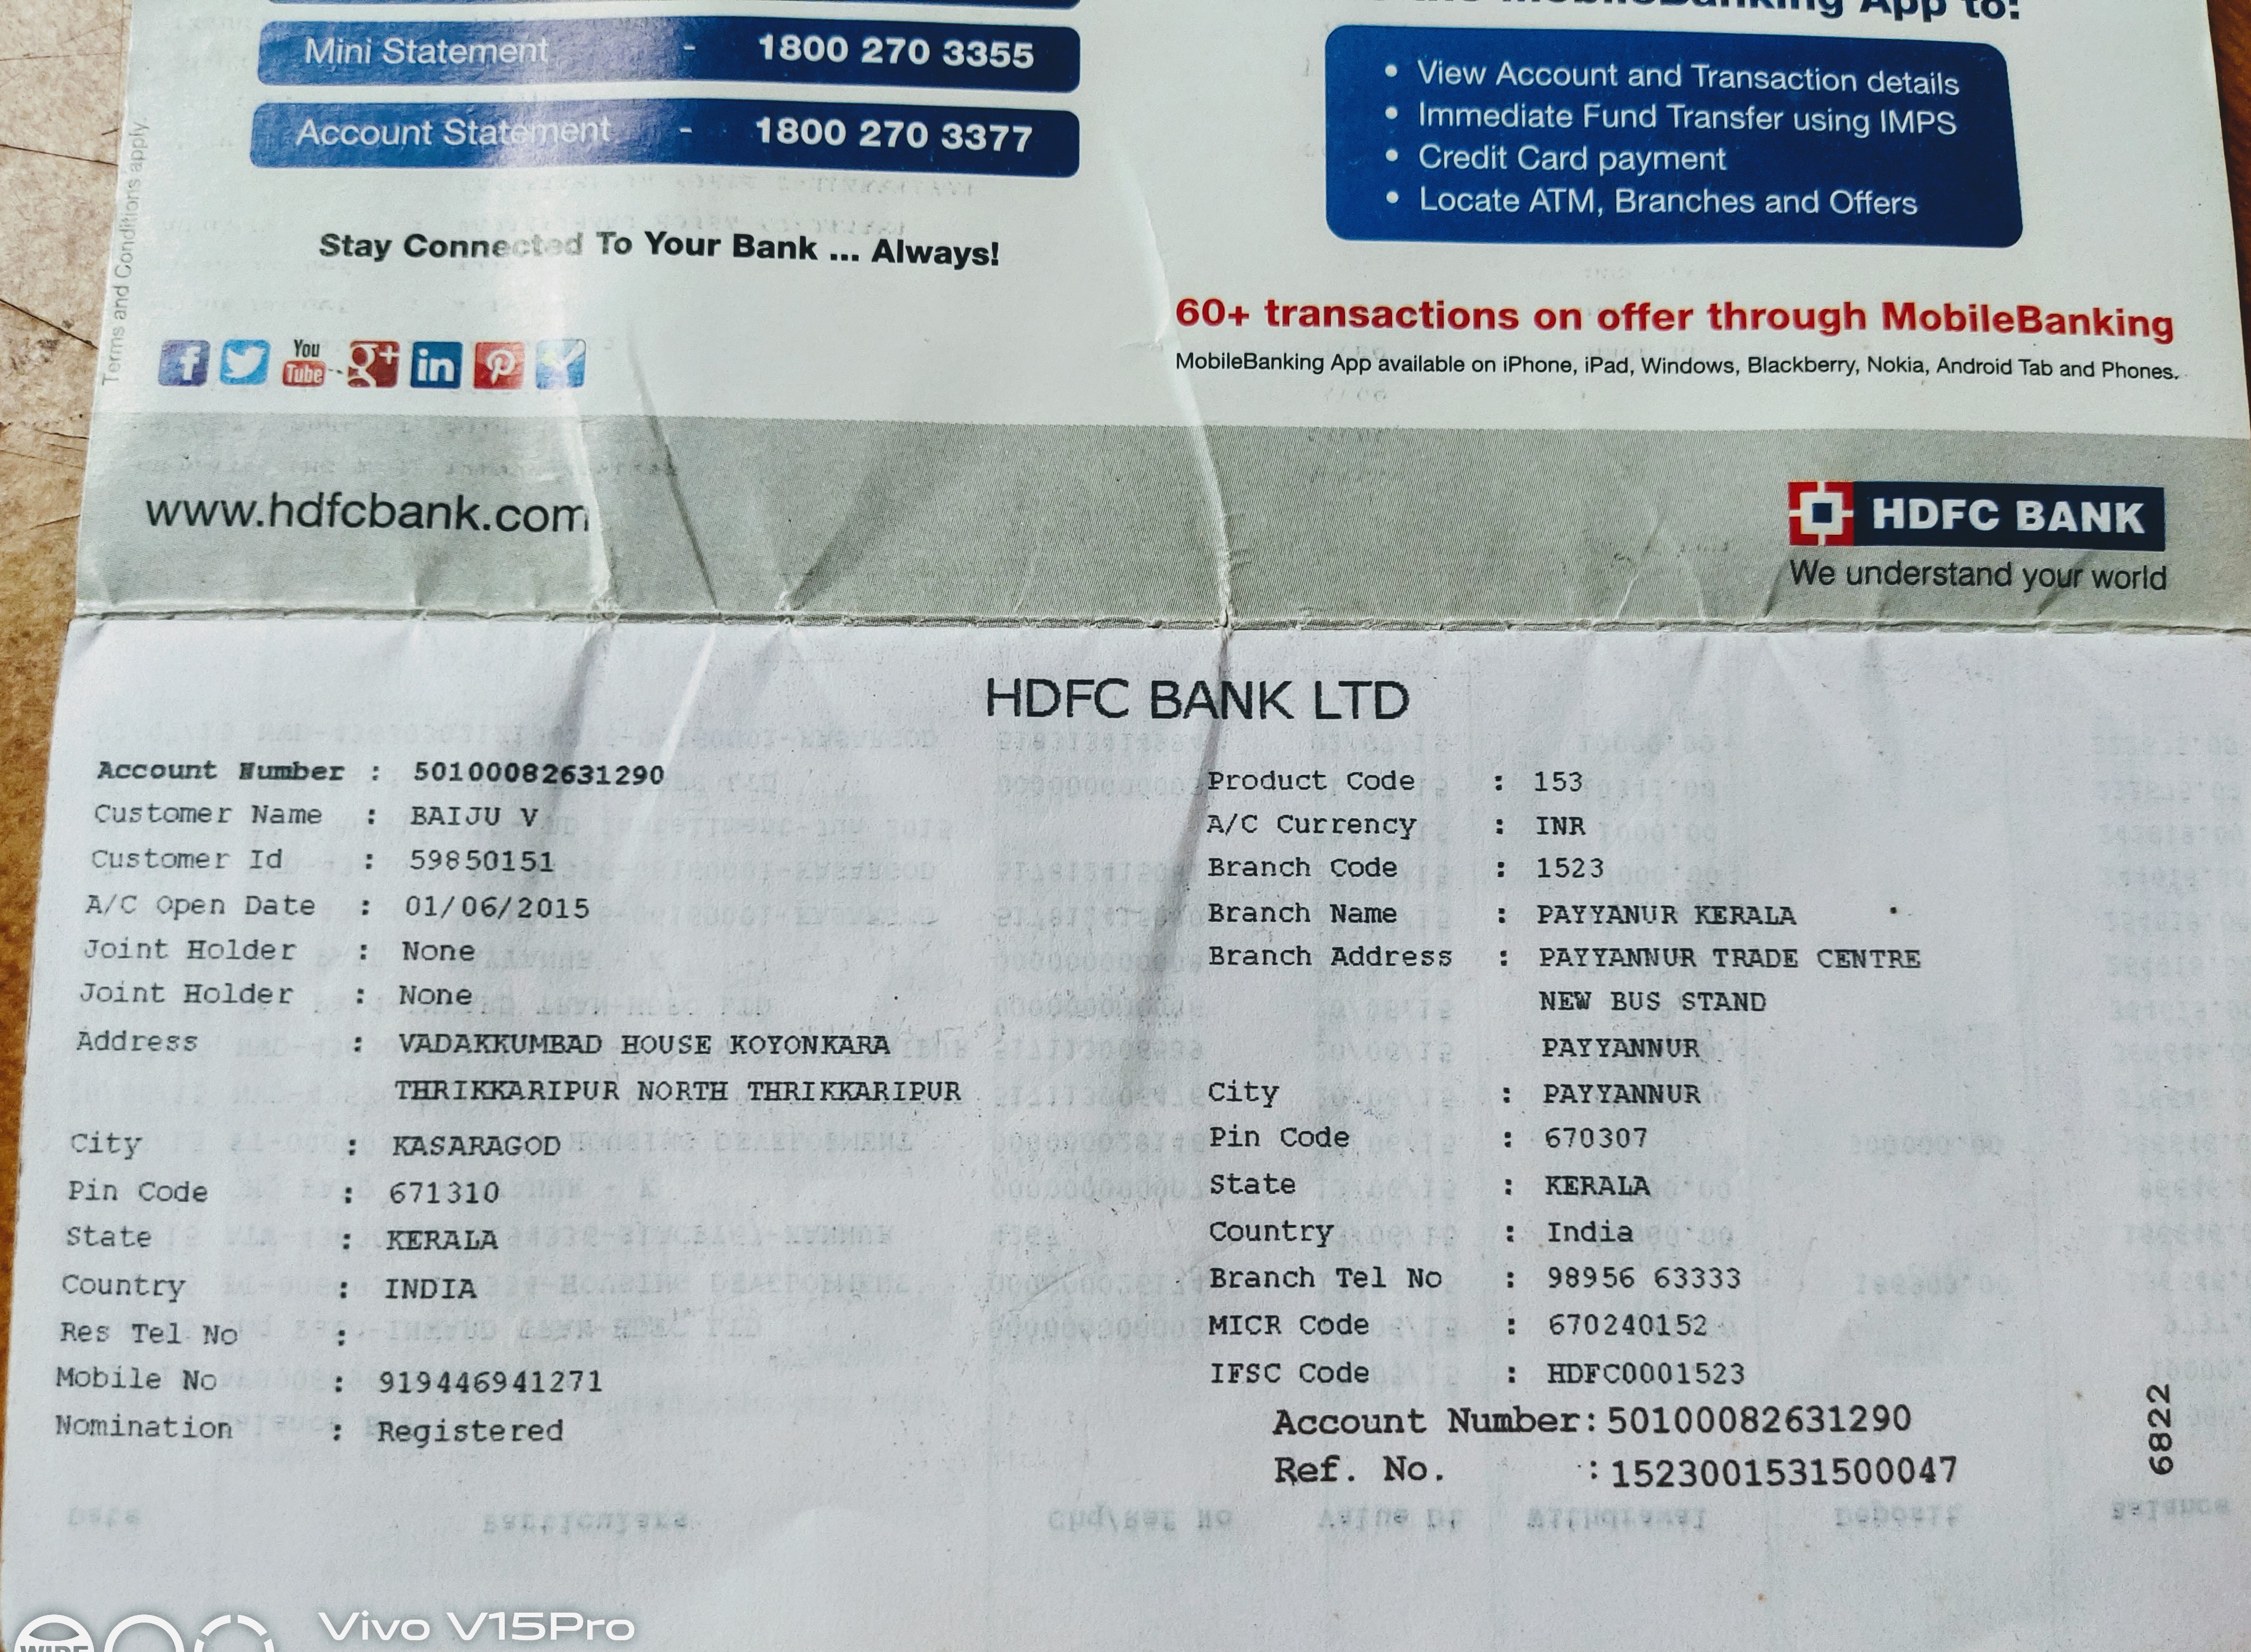 MobileBanking App to:
Mini Statement - 1800 270 3355
Account Statement - 1800 270 3377
Stay Connected To Your Bank ... Always!
Terms and Conditions apply.
f
You
Tube
g+
in
• View Account and Transaction details
• Immediate Fund Transfer using IMPS
• Credit Card payment
• Locate ATM, Branches and Offers
60+ transactions on offer through MobileBanking
MobileBanking App available on iPhone, iPad, Windows, Blackberry, Nokia, Android Tab and Phones.
www.hdfcbank.com
HDFC BANK
We understand your world
HDFC BANK LTD
Account Number : 50100082631290
Customer Name : BAIJU V
Customer Id : 59850151
A/C Open Date : 01/06/2015
Joint Holder : None
Joint Holder : None
Address : VADAKKUMBAD HOUSE KOYONKARA
THRIKKARIPUR NORTH THRIKKARIPUR
City : KASARAGOD
Pin Code : 671310
State : KERALA
Country : INDIA
Res Tel No :
Mobile No : 919446941271
Nomination : Registered
Product Code : 153
A/C Currency : INR
Branch Code : 1523
Branch Name : PAYYANUR KERALA
Branch Address : PAYYANNUR TRADE CENTRE
NEW BUS STAND
PAYYANNUR
City : PAYYANNUR
Pin Code : 670307
State : KERALA
Country : India
Branch Tel No : 98956 63333
MICR Code : 670240152
IFSC Code : HDFC0001523
Account Number: 50100082631290
Ref. No. : 1523001531500047
6822
Vivo V15Pro